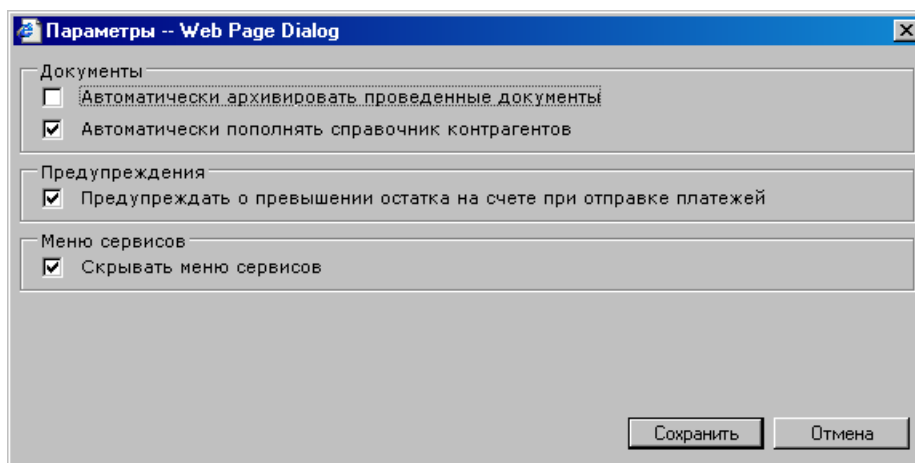 Параметры -- Web Page Dialog
Документы
Автоматически архивировать проведенные документы
Автоматически пополнять справочник контрагентов
Предупреждения
Предупреждать о превышении остатка на счете при отправке платежей
Меню сервисов
Скрывать меню сервисов
Сохранить Отмена